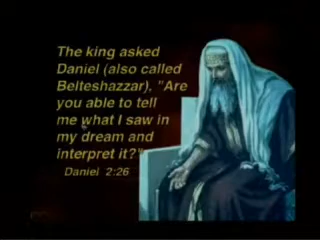 The king asked
Daniel (also called
Belteshazzar), "Are
you able to tell
me what I saw in
my dream and
interpret it?"
Daniel 2:26